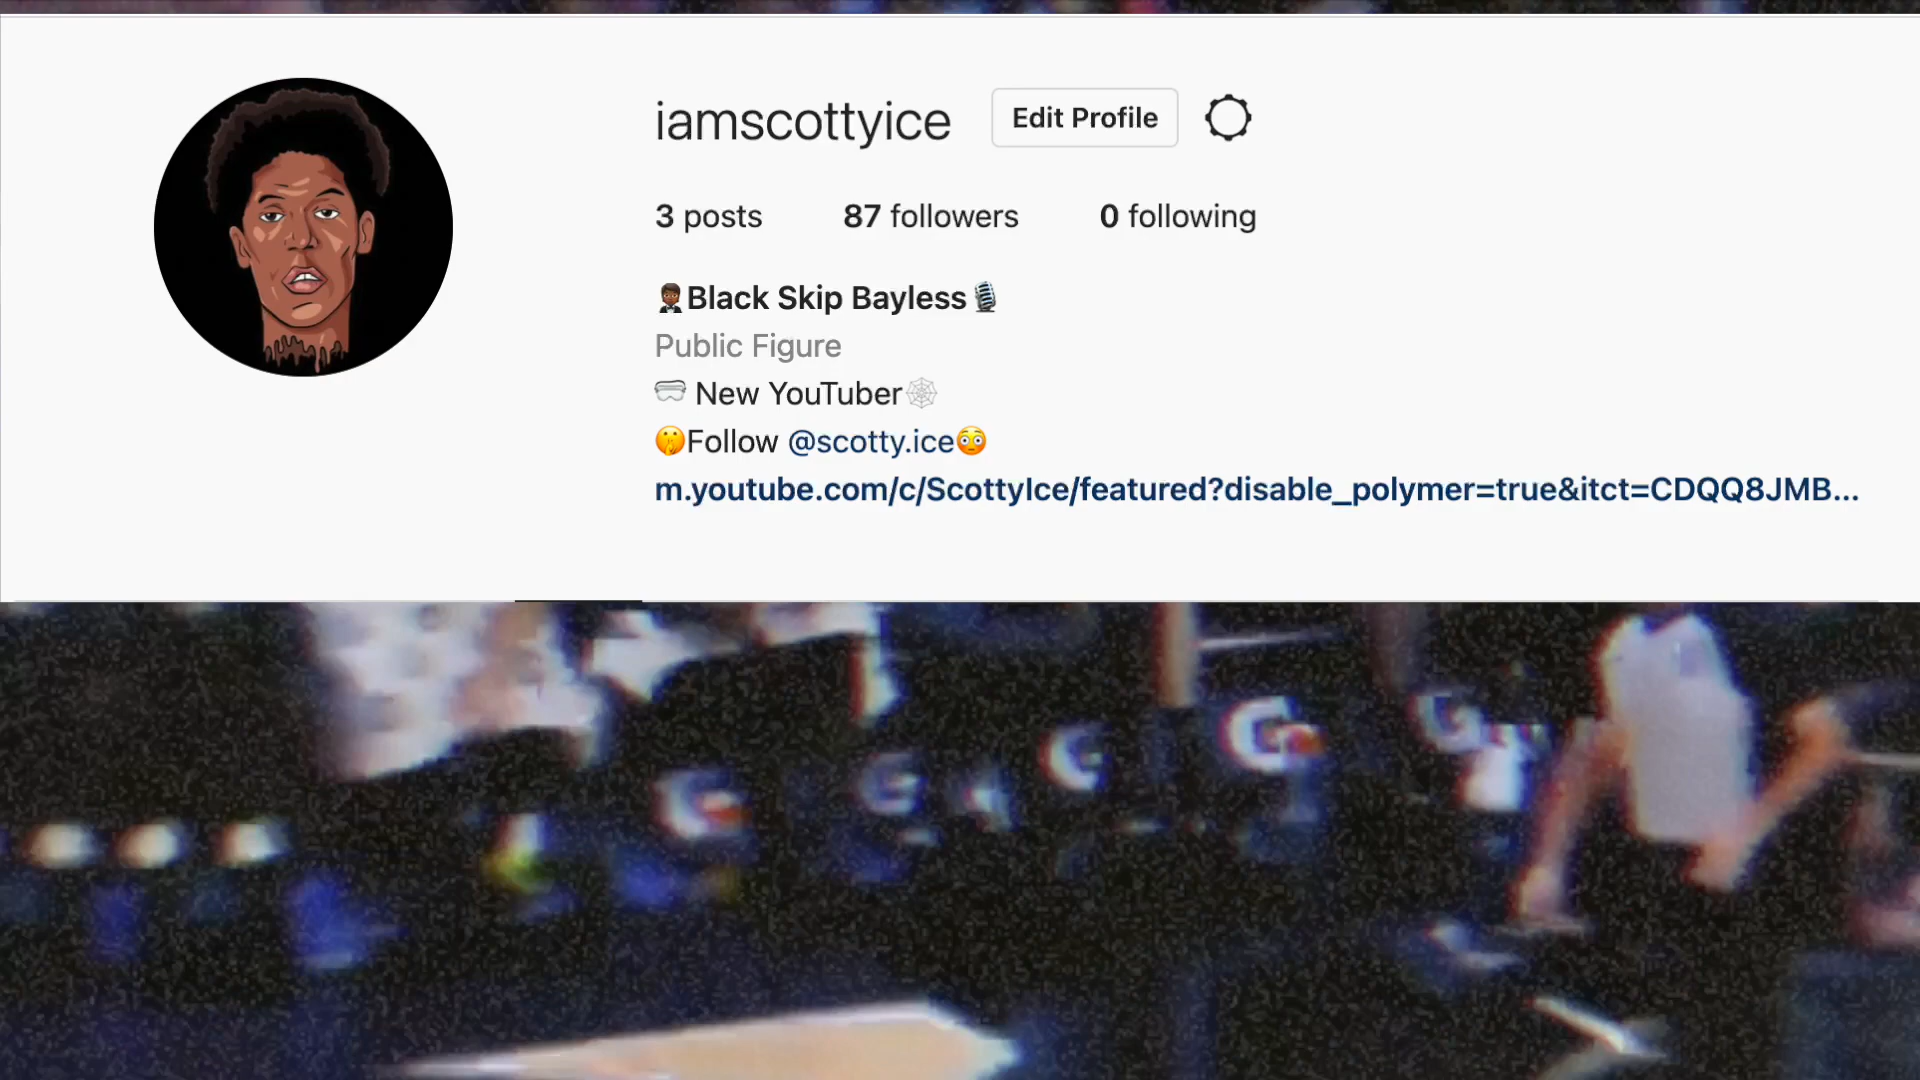 iamscottyice Edit Profile
3 posts 87 followers 0 following
🤵🏾Black Skip Bayless🎙
Public Figure
🥽 New YouTuber🕸
🤫Follow @scotty.ice😳
m.youtube.com/c/ScottyIce/featured?disable_polymer=true&itct=CDQQ8JMB...
G
G
G
G
G